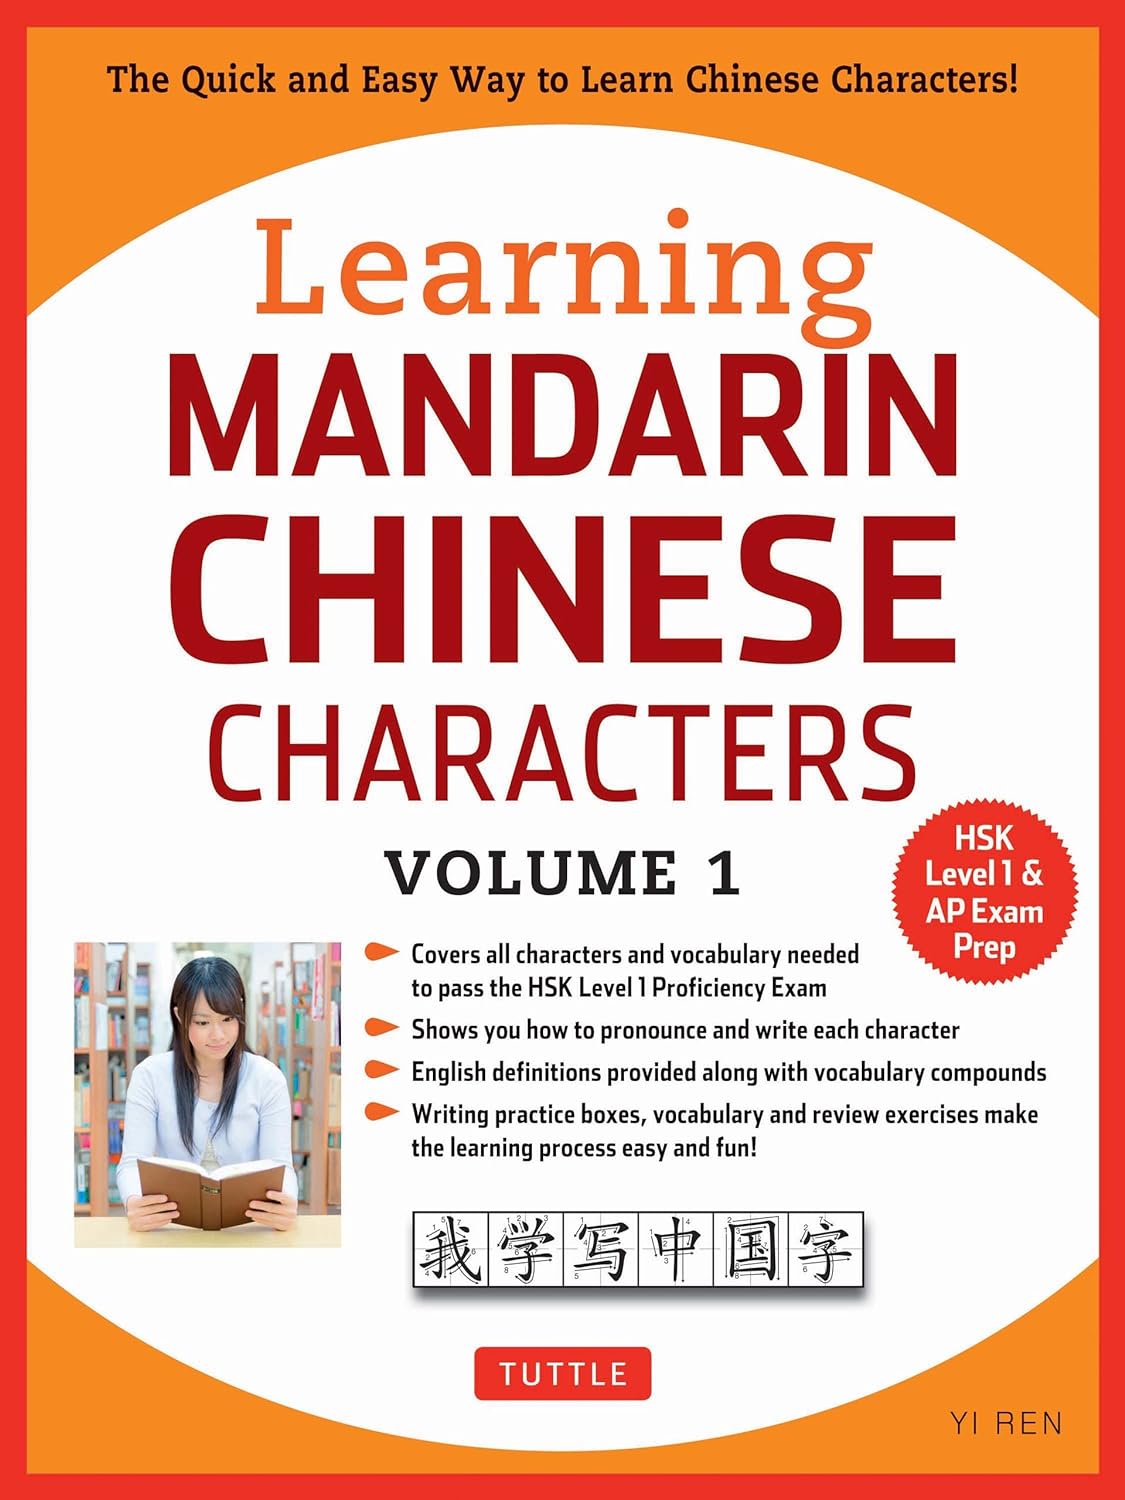 The Quick and Easy Way to Learn Chinese Characters!
Learning
MANDARIN
CHINESE
CHARACTERS
VOLUME 1
HSK
Level 1 &
AP Exam
Prep
Covers all characters and vocabulary needed
to pass the HSK Level 1 Proficiency Exam
Shows you how to pronounce and write each character
English definitions provided along with vocabulary compounds
Writing practice boxes, vocabulary and review exercises make
the learning process easy and fun!
我学写中国字
TUTTLE
YI REN